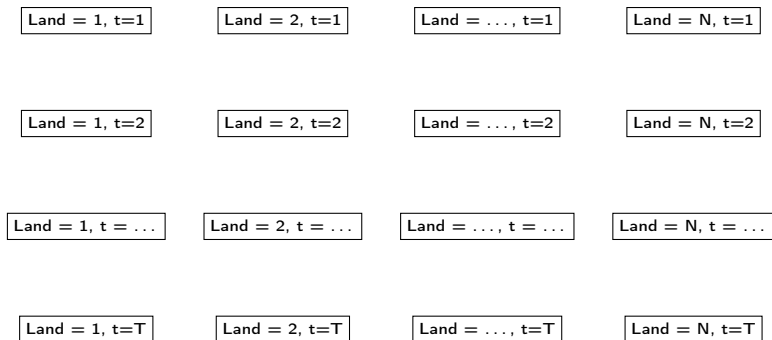 Land = 1, t=1 Land = 2, t=1 Land = ..., t=1 Land = N, t=1
Land = 1, t=2 Land = 2, t=2 Land = ..., t=2 Land = N, t=2
Land = 1, t = ... Land = 2, t = ... Land = ..., t = ... Land = N, t = ...
Land = 1, t=T Land = 2, t=T Land = ..., t=T Land = N, t=T